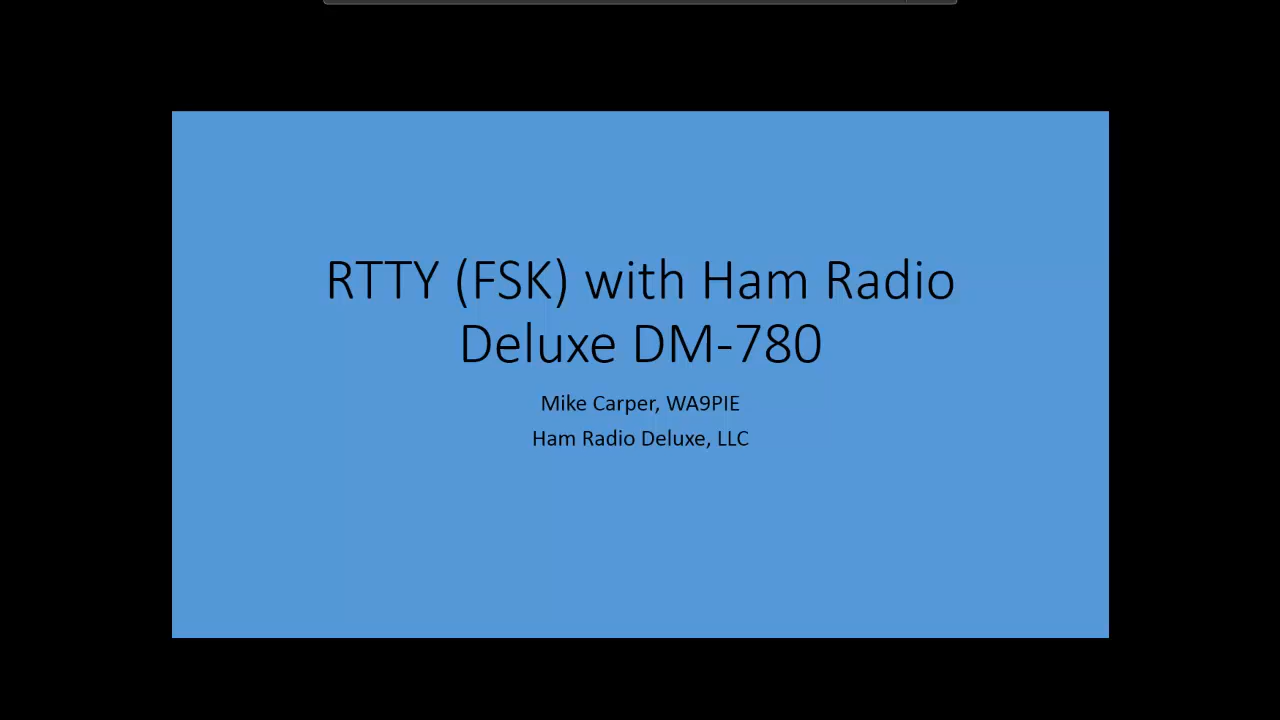 RTTY (FSK) with Ham Radio
Deluxe DM-780
Mike Carper, WA9PIE
Ham Radio Deluxe, LLC